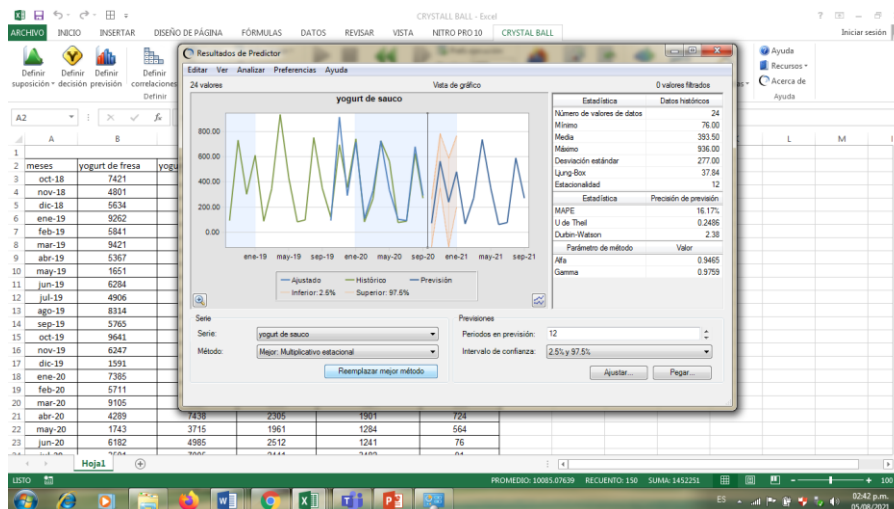 CRYSTALL BALL - Excel
ARCHIVO INICIO INSERTAR DISEÑO DE PÁGINA FÓRMULAS DATOS REVISAR VISTA NITRO PRO 10 CRYSTAL BALL Iniciar sesión
Definir suposición Definir decisión Definir previsión Definir correlaciones
Definir
Ayuda
Recursos
Acerca de
Ayuda
A2
fx
A B L M
Resultados de Predictor
Editar Ver Analizar Preferencias Ayuda
24 valores Vista de gráfico 0 valores filtrados
yogurt de sauco
800.00
600.00
400.00
200.00
0.00
ene-19 may-19 sep-19 ene-20 may-20 sep-20 ene-21 may-21 sep-21
Ajustado Histórico Previsión
Inferior: 2.5% Superior: 97.5%
Estadística Datos históricos
Número de valores de datos 24
Mínimo 76.00
Media 393.50
Máximo 936.00
Desviación estándar 277.00
Ljung-Box 37.84
Estacionalidad 12
Estadística Precisión de previsión
MAPE 16.17%
U de Theil 0.2486
Durbin-Watson 2.38
Parámetro de método Valor
Alfa 0.9465
Gamma 0.9759
Serie
Serie: yogurt de sauco
Método: Mejor: Multiplicativo estacional
Reemplazar mejor método
Previsiones
Periodos en previsión: 12
Intervalo de confianza: 2.5% y 97.5%
Ajustar... Pegar...
1
2 meses yogurt de fresa
3 oct-18 7421
4 nov-18 4801
5 dic-18 5634
6 ene-19 9262
7 feb-19 5841
8 mar-19 9421
9 abr-19 5367
10 may-19 1651
11 jun-19 6284
12 jul-19 4906
13 ago-19 8314
14 sep-19 5765
15 oct-19 9641
16 nov-19 6247
17 dic-19 1591
18 ene-20 7385
19 feb-20 5711
20 mar-20 9105
21 abr-20 4289 7438 2305 1901 724
22 may-20 1743 3715 1961 1284 564
23 jun-20 6182 4985 2512 1241 76
Hoja1
LISTO PROMEDIO: 10085.07639 RECUENTO: 150 SUMA: 1452251 100
ES 02:42 p.m.
05/08/2021